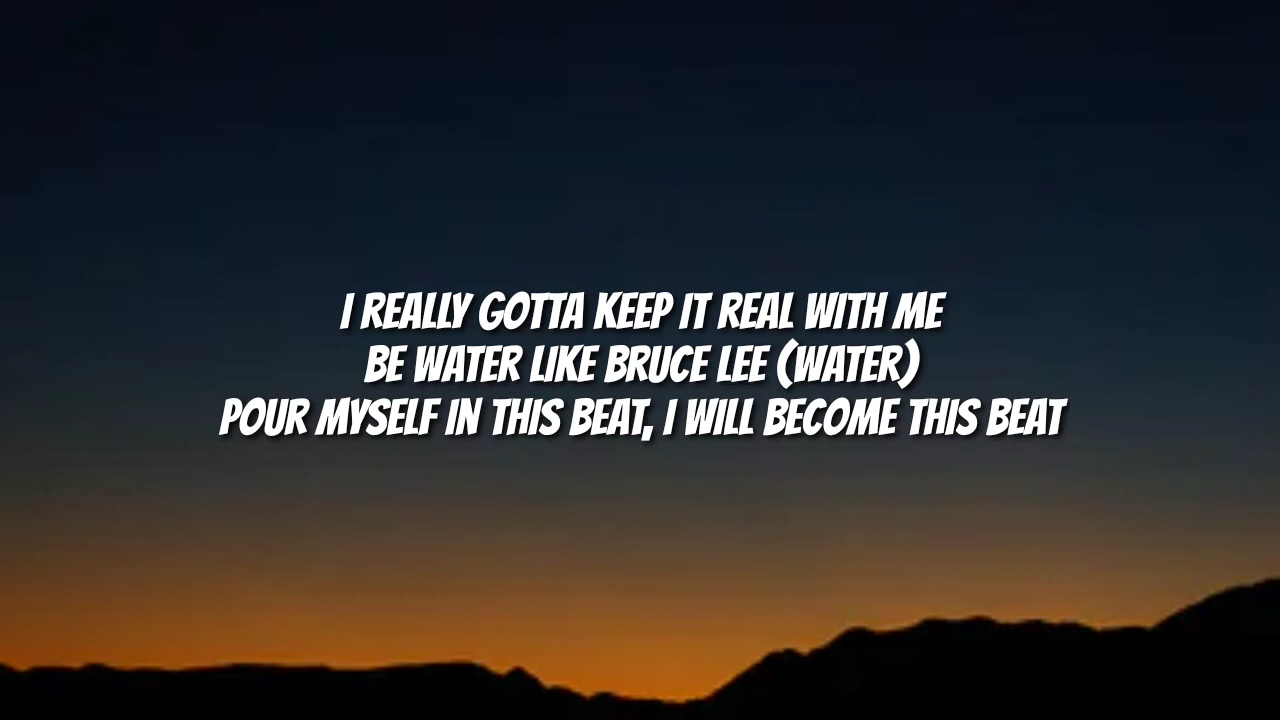 I REALLY GOTTA KEEP IT REAL WITH ME
BE WATER LIKE BRUCE LEE (WATER)
POUR MYSELF IN THIS BEAT, I WILL BECOME THIS BEAT